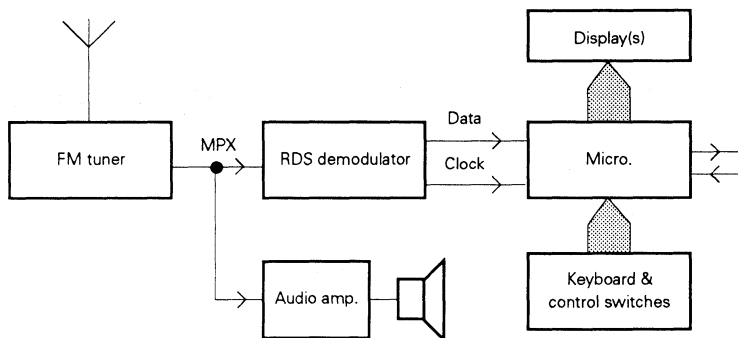 Display(s)
Data
MPX
FM tuner
RDS demodulator
Micro.
Clock
Audio amp.
Keyboard &
control switches